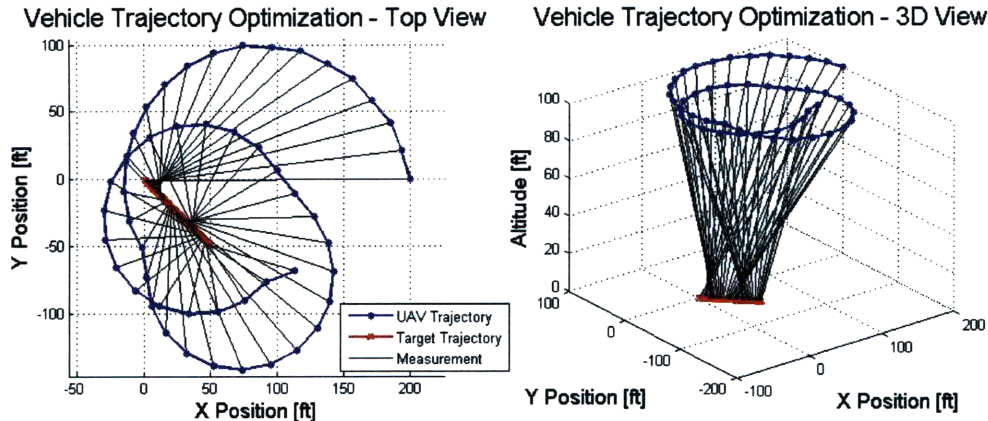 Vehicle Trajectory Optimization - Top View
100
50
0
-50
-100
Y Position [ft]
-50
0
50
100
150
200
X Position [ft]
UAV Trajectory
Target Trajectory
Measurement
Vehicle Trajectory Optimization - 3D View
100
80
60
40
20
0
Altitude [ft]
100
0
-100
-200
Y Position [ft]
-100
0
100
200
X Position [ft]